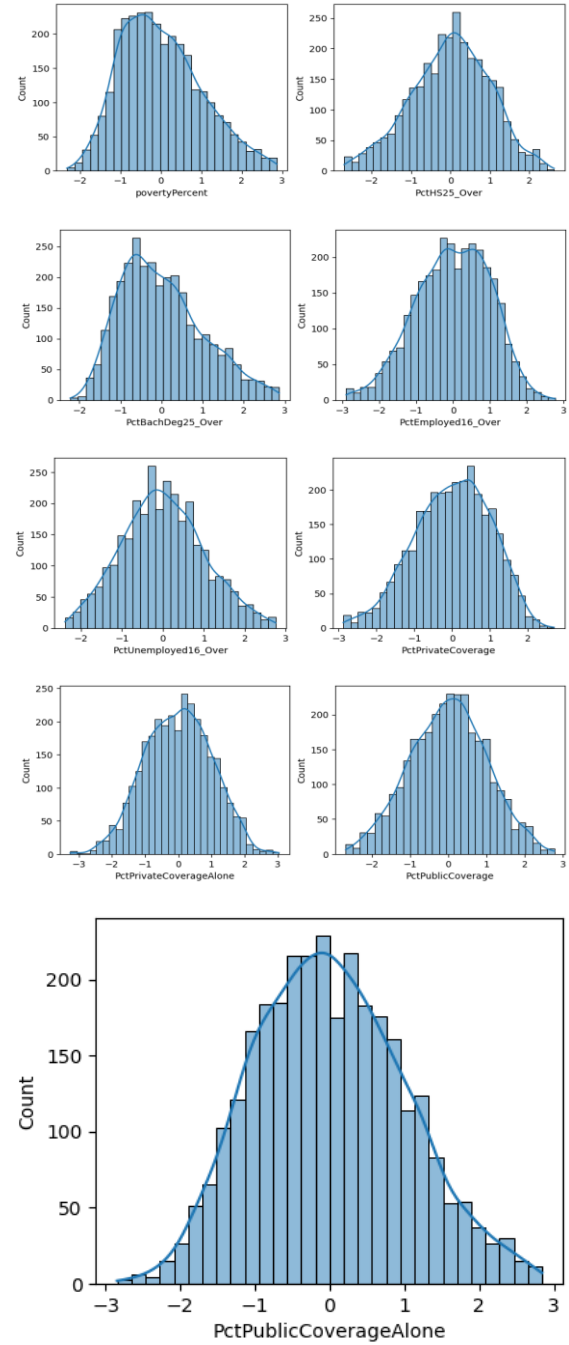 Count
200
150
100
50
0
−2 −1 0 1 2 3
povertyPercent
Count
250
200
150
100
50
0
−2 −1 0 1 2
PctHS25_Over
Count
250
200
150
100
50
0
−2 −1 0 1 2 3
PctBachDeg25_Over
Count
200
150
100
50
0
−3 −2 −1 0 1 2 3
PctEmployed16_Over
Count
250
200
150
100
50
0
−2 −1 0 1 2 3
PctUnemployed16_Over
Count
200
150
100
50
0
−3 −2 −1 0 1 2 3
PctPrivateCoverage
Count
250
200
150
100
50
0
−3 −2 −1 0 1 2 3
PctPrivateCoverageAlone
Count
200
150
100
50
0
−2 −1 0 1 2 3
PctPublicCoverage
Count
200
150
100
50
0
−3 −2 −1 0 1 2 3
PctPublicCoverageAlone